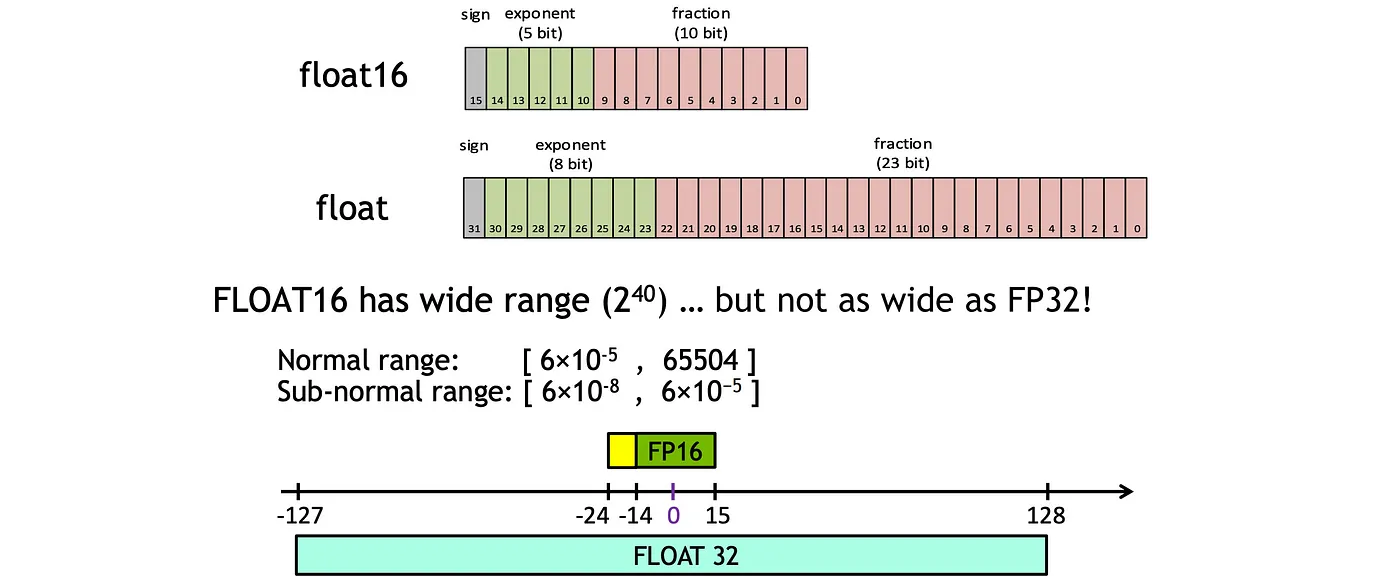 sign exponent fraction
(5 bit) (10 bit)
float16
15 14 13 12 11 10 9 8 7 6 5 4 3 2 1 0
sign exponent fraction
(8 bit) (23 bit)
float
31 30 29 28 27 26 25 24 23 22 21 20 19 18 17 16 15 14 13 12 11 10 9 8 7 6 5 4 3 2 1 0
FLOAT16 has wide range (2⁴⁰) … but not as wide as FP32!
Normal range: [ 6×10⁻⁵ , 65504 ]
Sub-normal range: [ 6×10⁻⁸ , 6×10⁻⁵ ]
FP16
-127 -24 -14 0 15 128
FLOAT 32